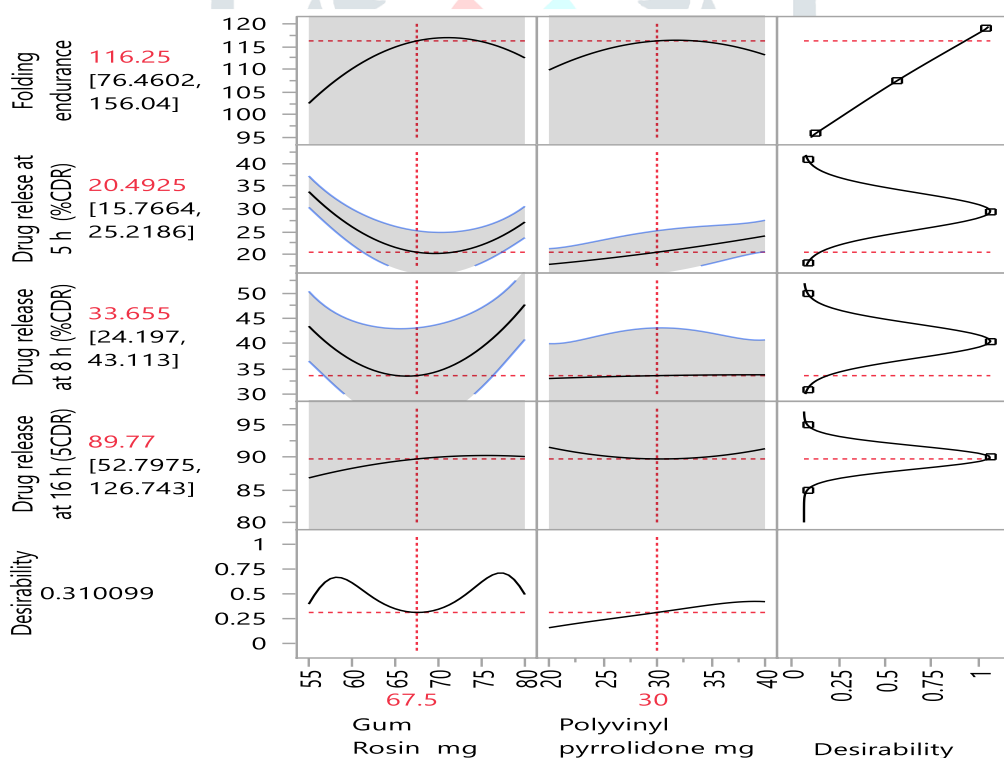 Folding
endurance
116.25
[76.4602,
156.04]
120
115
110
105
100
95
Drug relese at
5 h (%CDR)
20.4925
[15.7664,
25.2186]
40
35
30
25
20
Drug release
at 8 h (%CDR)
33.655
[24.197,
43.113]
50
45
40
35
30
Drug release
at 16 h (5CDR)
89.77
[52.7975,
126.743]
95
90
85
80
Desirability
0.310099
1
0.75
0.5
0.25
0
55 60 65 70 75 80
67.5
Gum
Rosin mg
20 25 30 35 40
30
Polyvinyl
pyrrolidone mg
0 0.25 0.5 0.75 1
Desirability